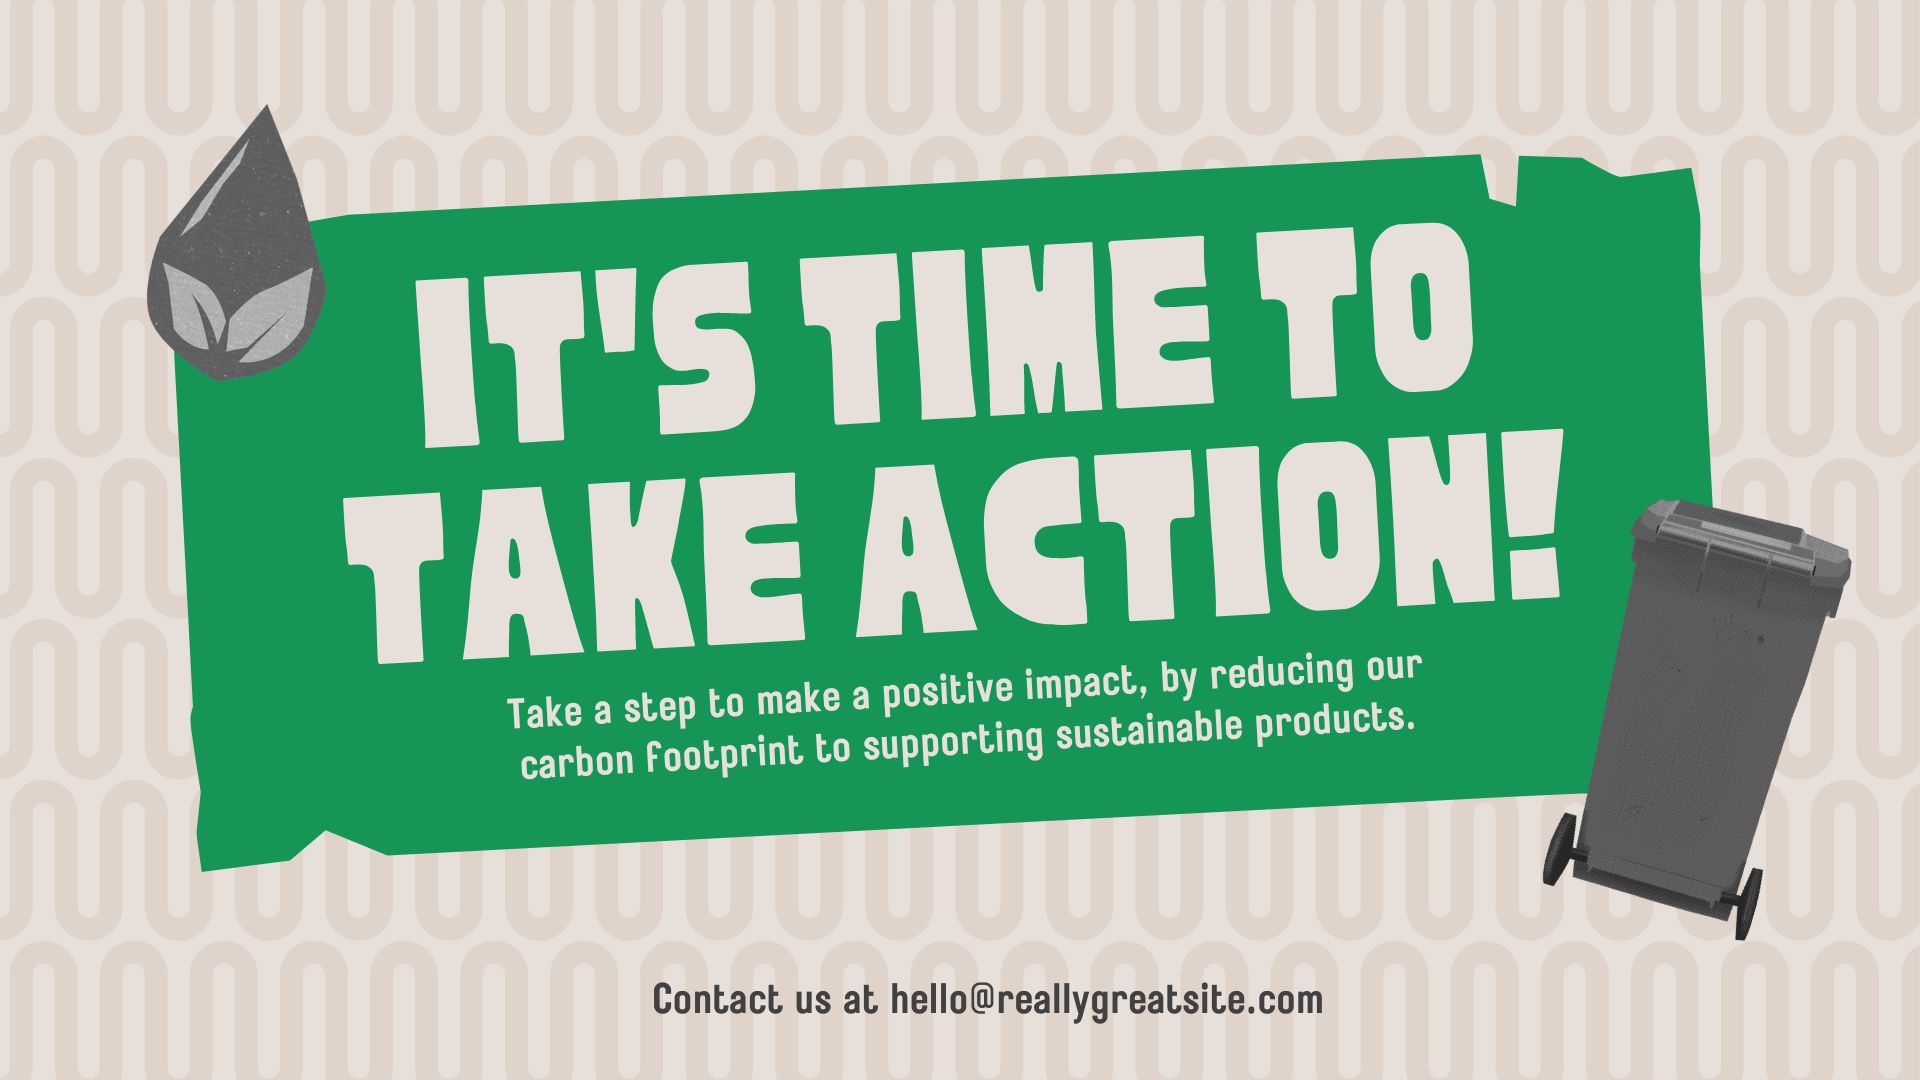 IT'S TIME TO
TAKE ACTION!
Take a step to make a positive impact, by reducing our
carbon footprint to supporting sustainable products.
Contact us at hello@reallygreatsite.com